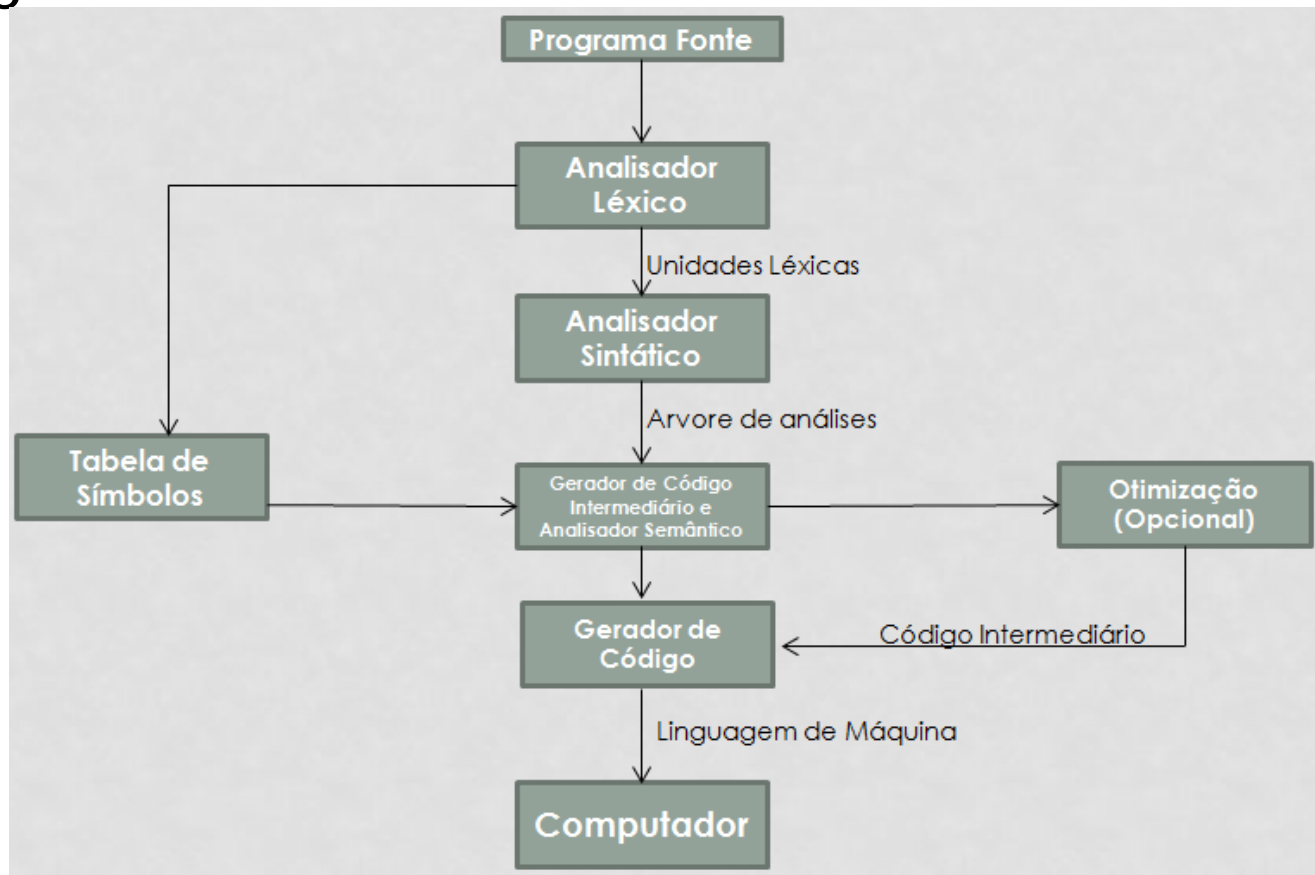 Programa Fonte
Analisador
Léxico
Unidades Léxicas
Analisador
Sintático
Arvore de análises
Tabela de
Símbolos
Gerador de Código
Intermediário e
Analisador Semântico
Otimização
(Opcional)
Gerador de
Código
Código Intermediário
Linguagem de Máquina
Computador